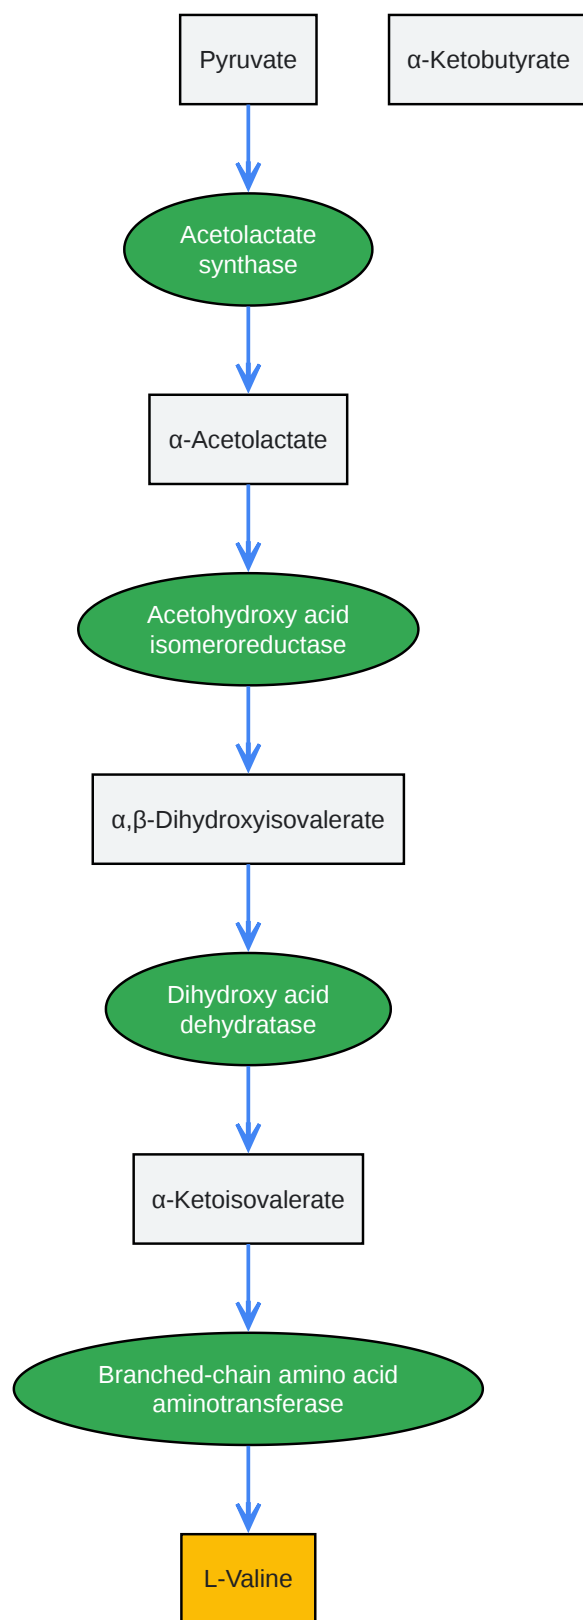 Pyruvate
α-Ketobutyrate
Acetolactate
synthase
α-Acetolactate
Acetohydroxy acid
isomeroreductase
α,β-Dihydroxyisovalerate
Dihydroxy acid
dehydratase
α-Ketoisovalerate
Branched-chain amino acid
aminotransferase
L-Valine